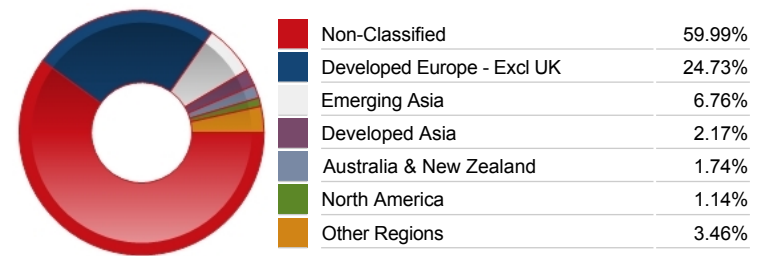 Non-Classified 59.99%
Developed Europe - Excl UK 24.73%
Emerging Asia 6.76%
Developed Asia 2.17%
Australia & New Zealand 1.74%
North America 1.14%
Other Regions 3.46%